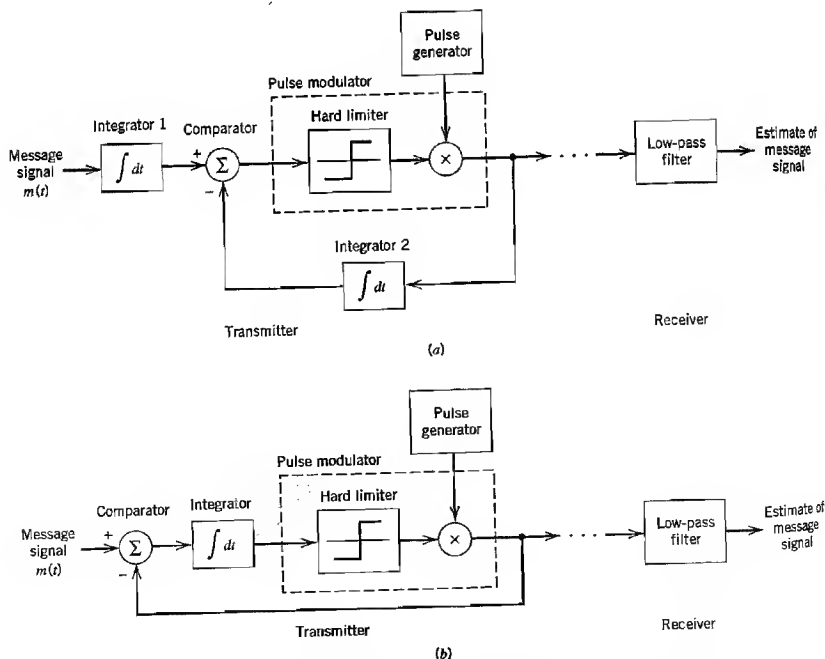 Pulse
generator
Pulse modulator
Integrator 1
Comparator
Hard limiter
Message
signal
m(t)
∫ dt
+
Σ
−
×
Low-pass
filter
Estimate of
message
signal
Integrator 2
∫ dt
Transmitter
Receiver
(a)
Pulse
generator
Pulse modulator
Comparator
Integrator
Hard limiter
Message
signal
m(t)
+
Σ
−
∫ dt
×
Low-pass
filter
Estimate of
message
signal
Transmitter
Receiver
(b)